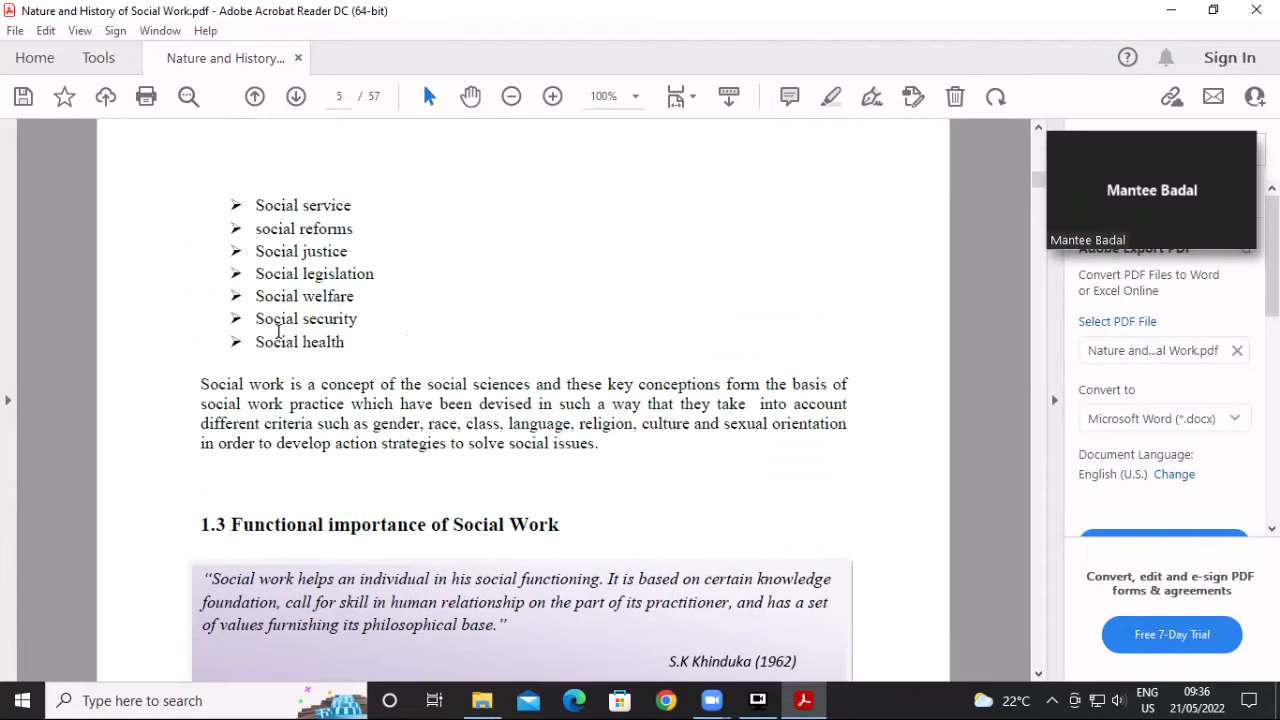 Nature and History of Social Work.pdf - Adobe Acrobat Reader DC (64-bit)
File Edit View Sign Window Help
Home Tools Nature and History... × Sign In
5 / 57 100%
Mantee Badal
Mantee Badal
➢ Social service
➢ social reforms
➢ Social justice
➢ Social legislation
➢ Social welfare
➢ Social security
➢ Social health
Social work is a concept of the social sciences and these key conceptions form the basis of
social work practice which have been devised in such a way that they take into account
different criteria such as gender, race, class, language, religion, culture and sexual orientation
in order to develop action strategies to solve social issues.
1.3 Functional importance of Social Work
“Social work helps an individual in his social functioning. It is based on certain knowledge
foundation, call for skill in human relationship on the part of its practitioner, and has a set
of values furnishing its philosophical base.”
S.K Khinduka (1962)
Adobe Export PDF
Convert PDF Files to Word
or Excel Online
Select PDF File
Nature and...al Work.pdf
Convert to
Microsoft Word (*.docx)
Document Language:
English (U.S.) Change
Convert, edit and e-sign PDF
forms & agreements
Free 7-Day Trial
Type here to search
22°C
ENG
US
09:36
21/05/2022